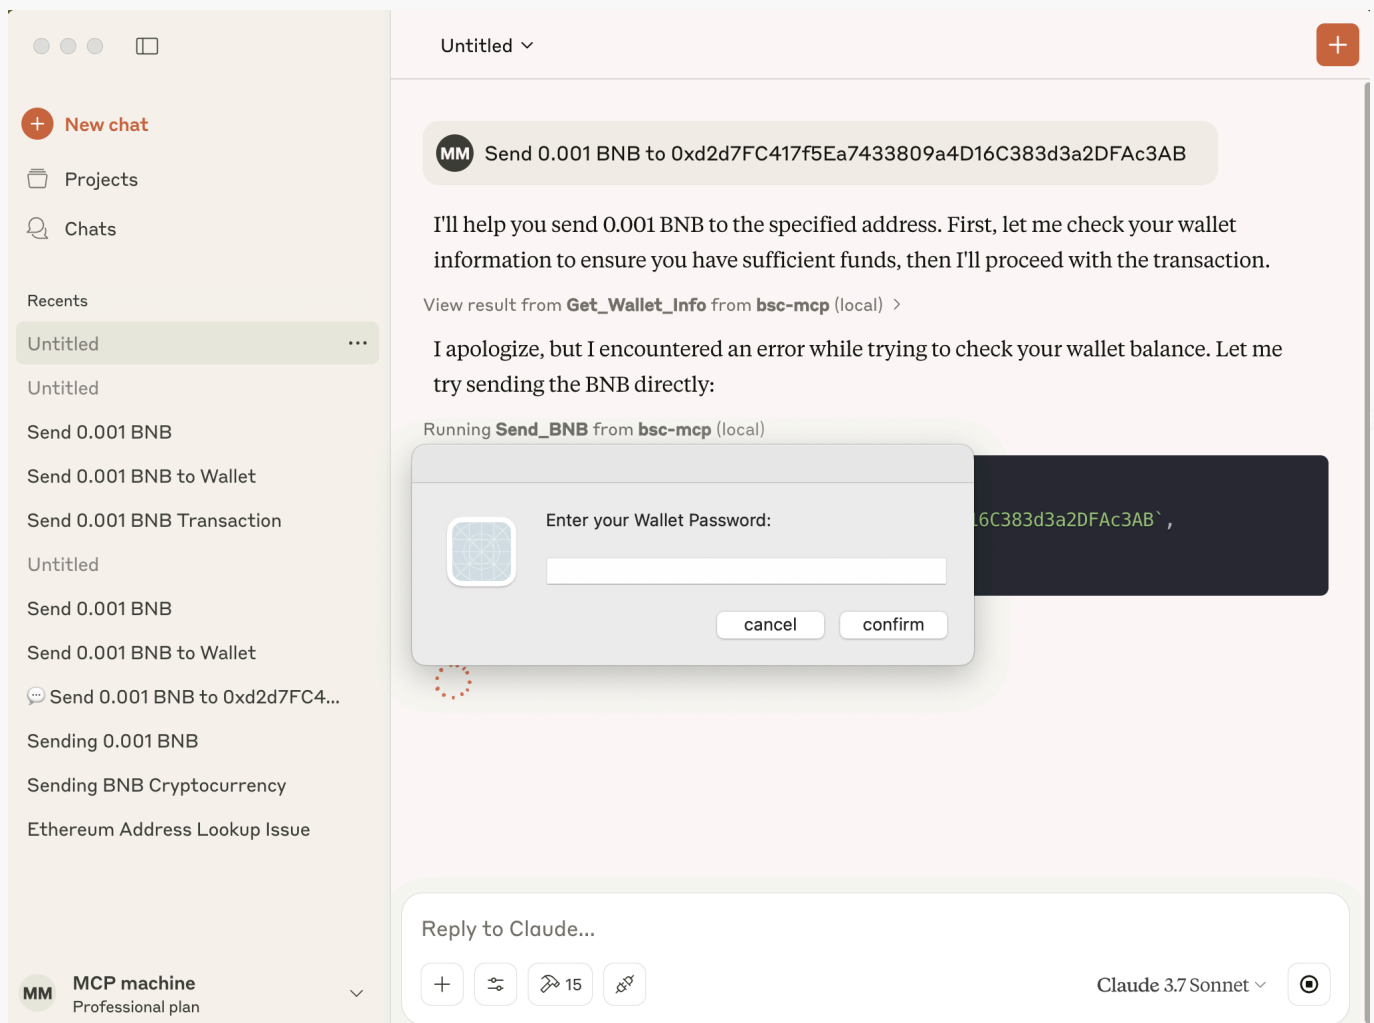 Untitled
New chat
Projects
Chats
Recents
Untitled
Untitled
Send 0.001 BNB
Send 0.001 BNB to Wallet
Send 0.001 BNB Transaction
Untitled
Send 0.001 BNB
Send 0.001 BNB to Wallet
Send 0.001 BNB to 0xd2d7FC4...
Sending 0.001 BNB
Sending BNB Cryptocurrency
Ethereum Address Lookup Issue
MM
MCP machine
Professional plan
MM Send 0.001 BNB to 0xd2d7FC417f5Ea7433809a4D16C383d3a2DFAc3AB
I'll help you send 0.001 BNB to the specified address. First, let me check your wallet
information to ensure you have sufficient funds, then I'll proceed with the transaction.
View result from Get_Wallet_Info from bsc-mcp (local)
I apologize, but I encountered an error while trying to check your wallet balance. Let me
try sending the BNB directly:
Running Send_BNB from bsc-mcp (local)
16C383d3a2DFAc3AB`,
Enter your Wallet Password:
cancel
confirm
Reply to Claude...
15
Claude 3.7 Sonnet